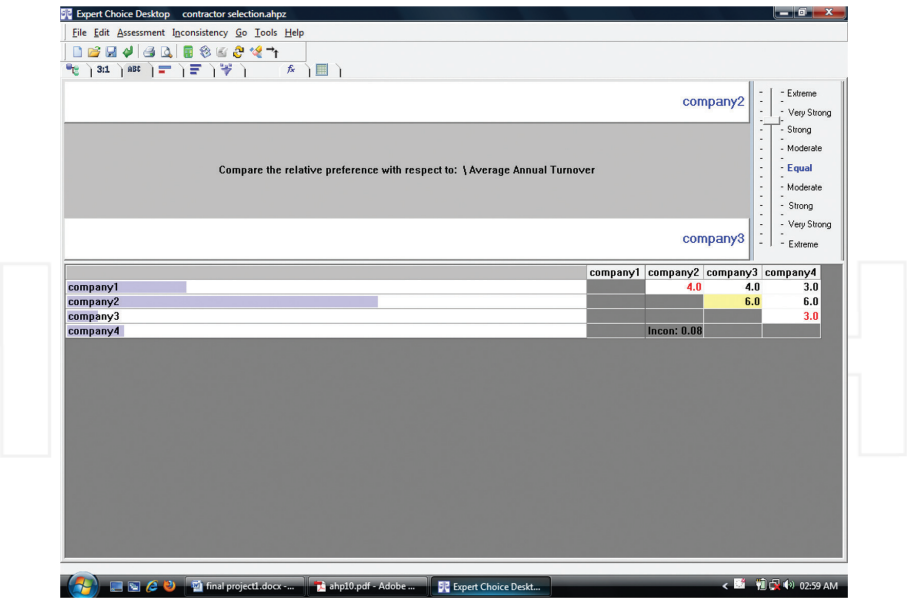 Expert Choice Desktop contractor selection.ahpz
File Edit Assessment Inconsistency Go Tools Help
3:1 ABC fx
company2
Compare the relative preference with respect to: \ Average Annual Turnover
company3
- Extreme
- Very Strong
- Strong
- Moderate
- Equal
- Moderate
- Strong
- Very Strong
- Extreme
company1 company2 company3 company4
company1 4.0 4.0 3.0
company2 6.0 6.0
company3 3.0
company4 Incon: 0.08
final project1.docx -... ahp10.pdf - Adobe ... Expert Choice Deskt... < 02:59 AM